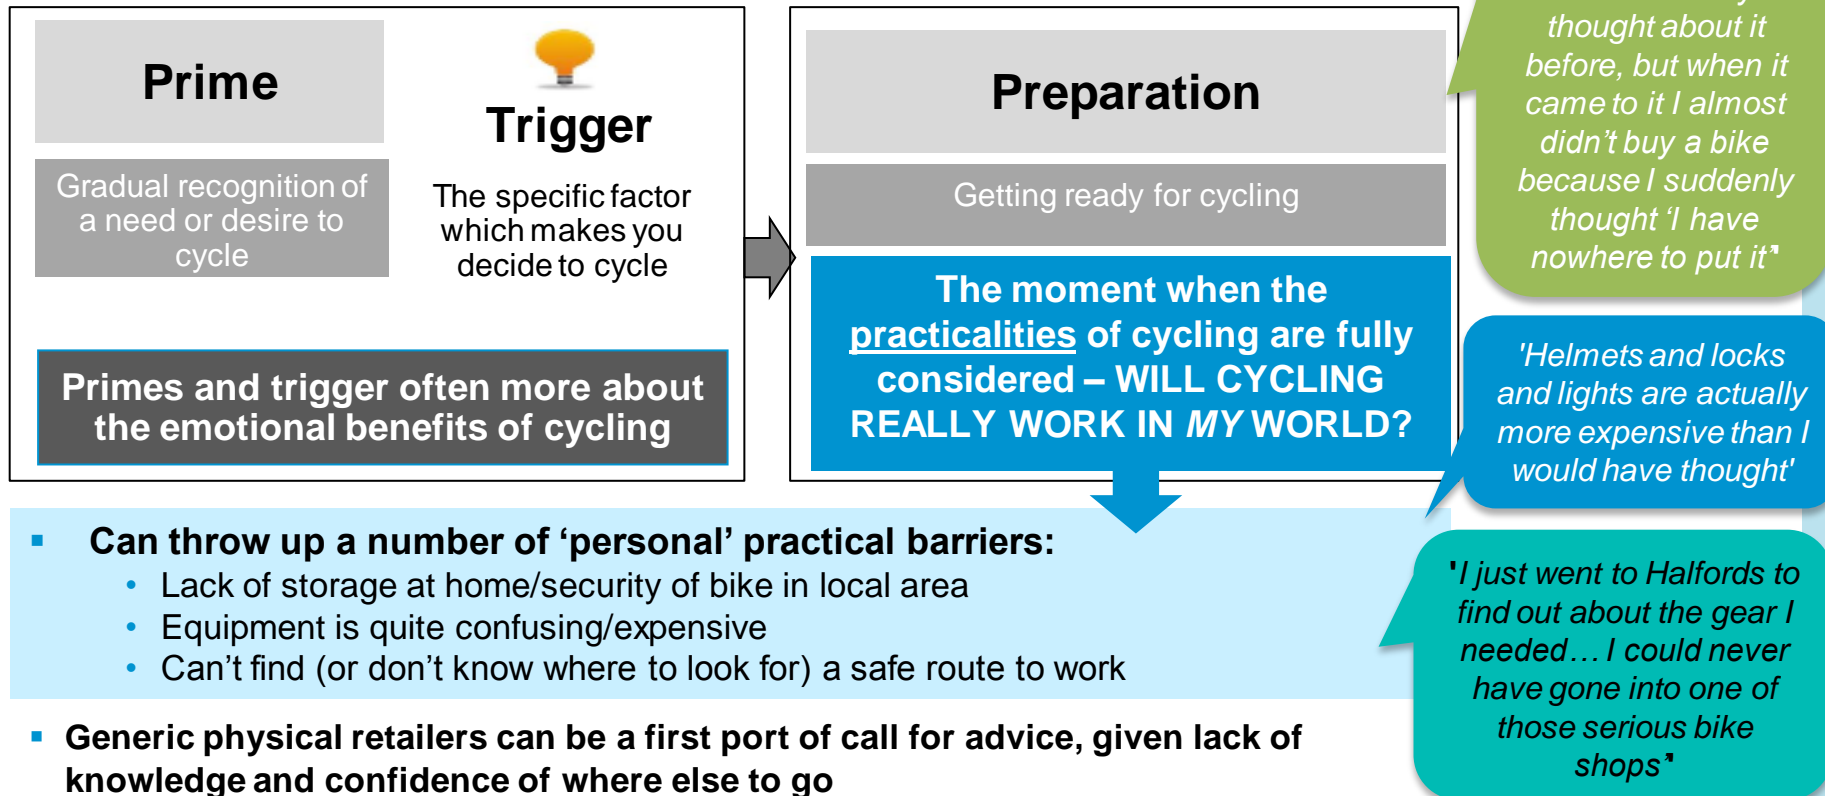 Prime
Gradual recognition of
a need or desire to
cycle
Trigger
The specific factor
which makes you
decide to cycle
Primes and trigger often more about
the emotional benefits of cycling
Preparation
Getting ready for cycling
The moment when the
practicalities of cycling are fully
considered – WILL CYCLING
REALLY WORK IN MY WORLD?
thought about it
before, but when it
came to it I almost
didn't buy a bike
because I suddenly
thought 'I have
nowhere to put it'"
'Helmets and locks
and lights are actually
more expensive than I
would have thought'
▪ Can throw up a number of 'personal' practical barriers:
• Lack of storage at home/security of bike in local area
• Equipment is quite confusing/expensive
• Can't find (or don't know where to look for) a safe route to work
"I just went to Halfords to
find out about the gear I
needed… I could never
have gone into one of
those serious bike
shops"
▪ Generic physical retailers can be a first port of call for advice, given lack of
knowledge and confidence of where else to go